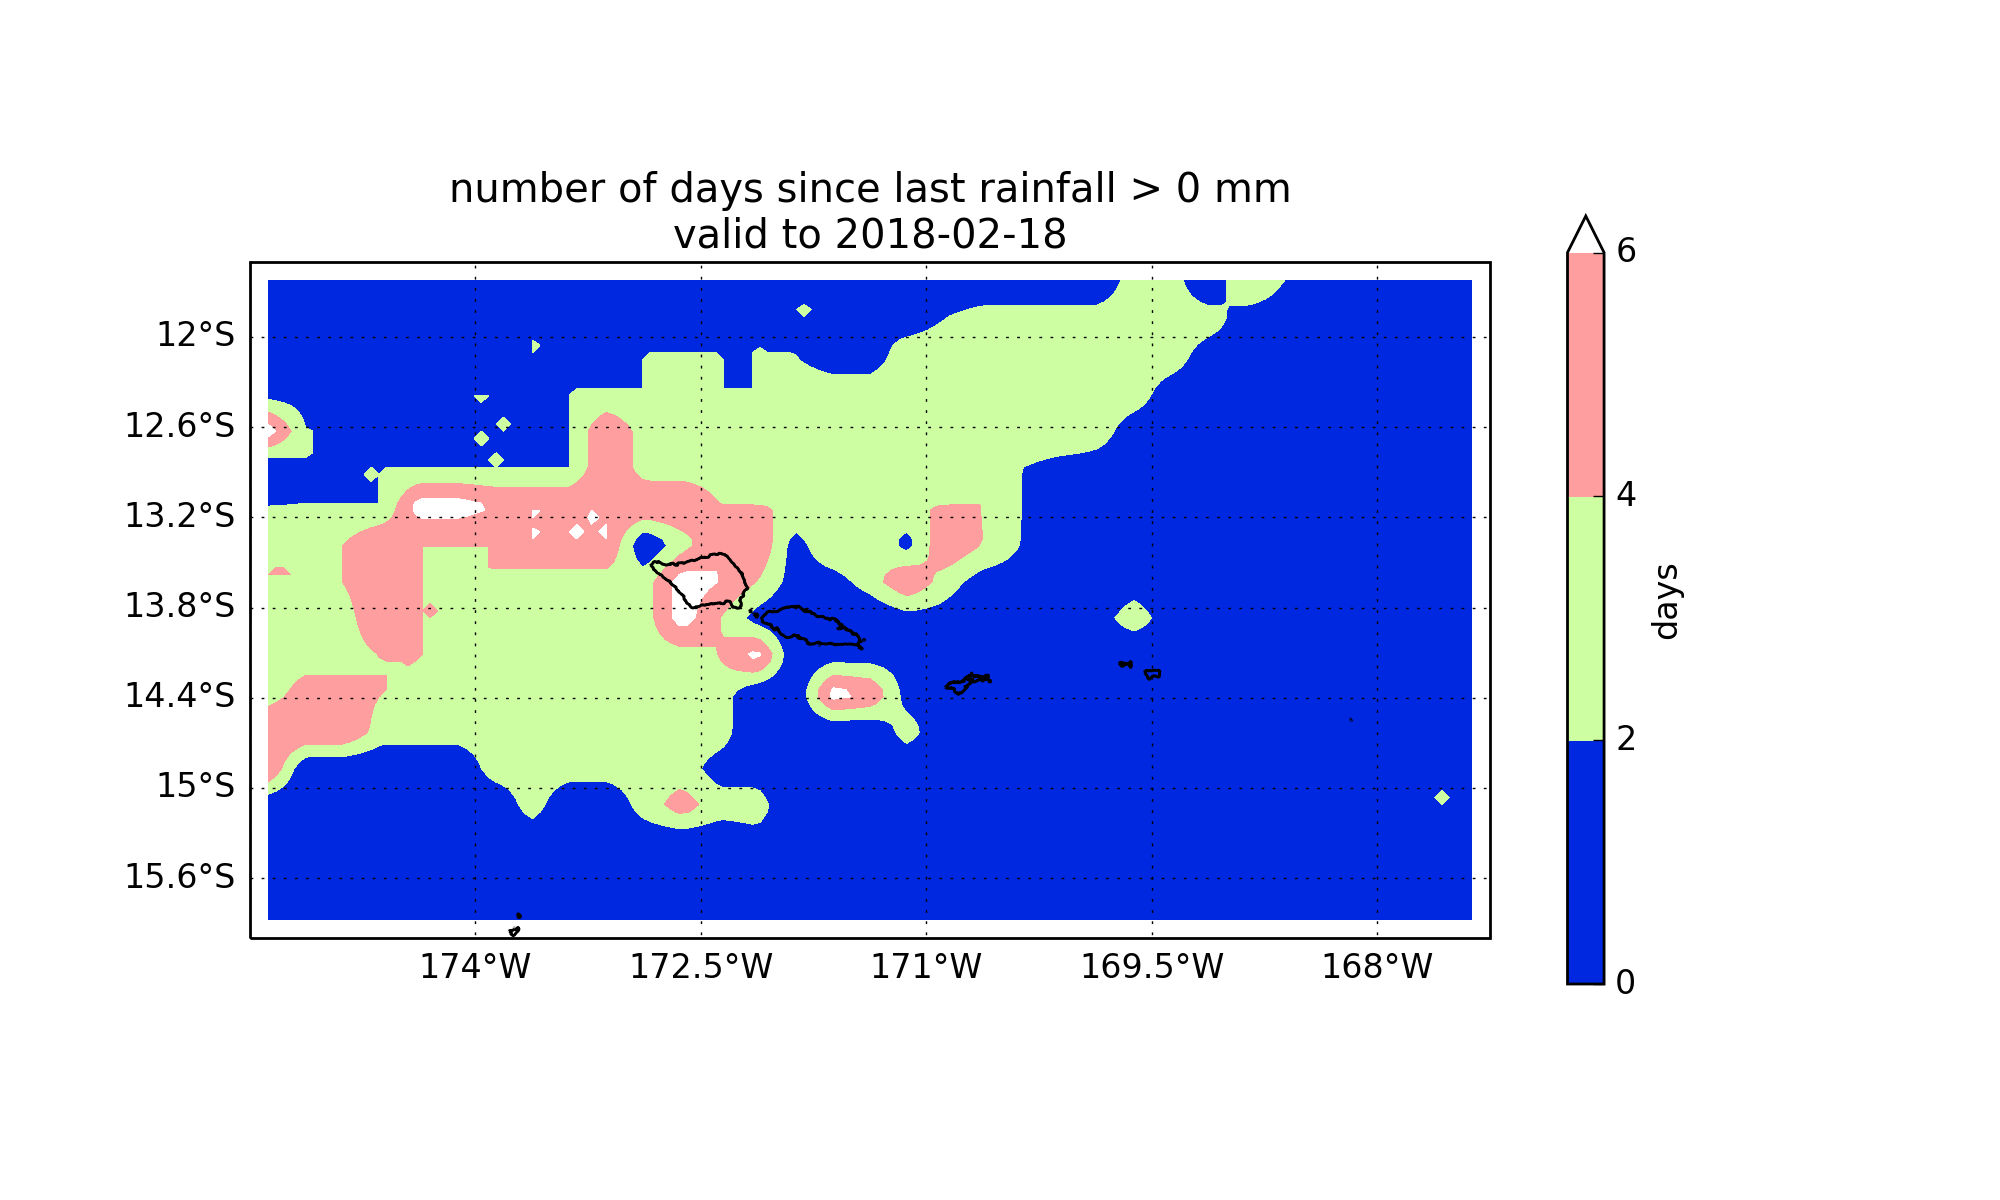 number of days since last rainfall > 0 mm
valid to 2018-02-18
12°S
12.6°S
13.2°S
13.8°S
14.4°S
15°S
15.6°S
174°W 172.5°W 171°W 169.5°W 168°W
6
4
2
0
days